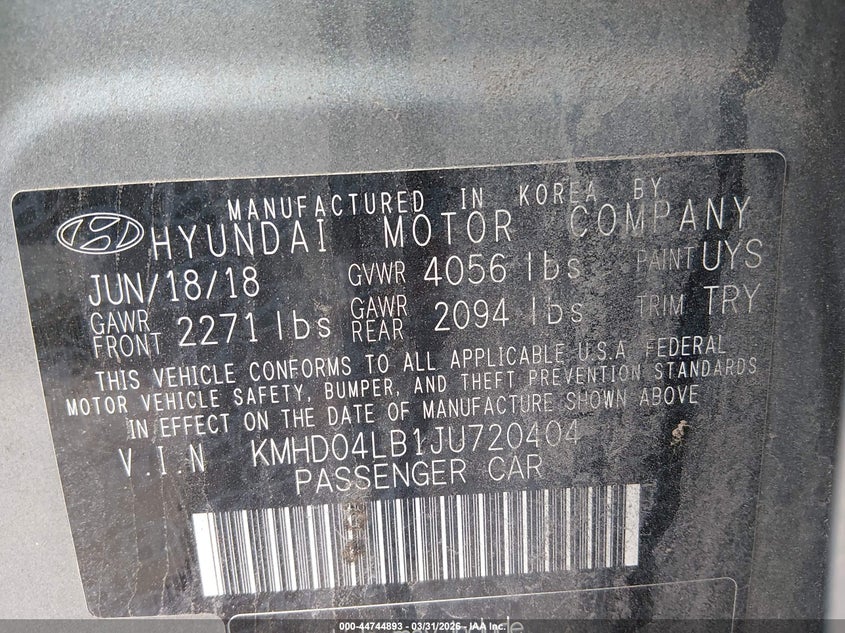 MANUFACTURED IN KOREA BY
HYUNDAI MOTOR COMPANY
JUN/18/18 GVWR 4056 lbs PAINT UYS
GAWR FRONT 2271 lbs GAWR REAR 2094 lbs TRIM TRY
THIS VEHICLE CONFORMS TO ALL APPLICABLE U.S.A. FEDERAL
MOTOR VEHICLE SAFETY, BUMPER, AND THEFT PREVENTION STANDARDS
IN EFFECT ON THE DATE OF MANUFACTURE SHOWN ABOVE
V.I.N KMHD04LB1JU720404
PASSENGER CAR
000-44744893 - 03/31/2026 - IAA Inc.